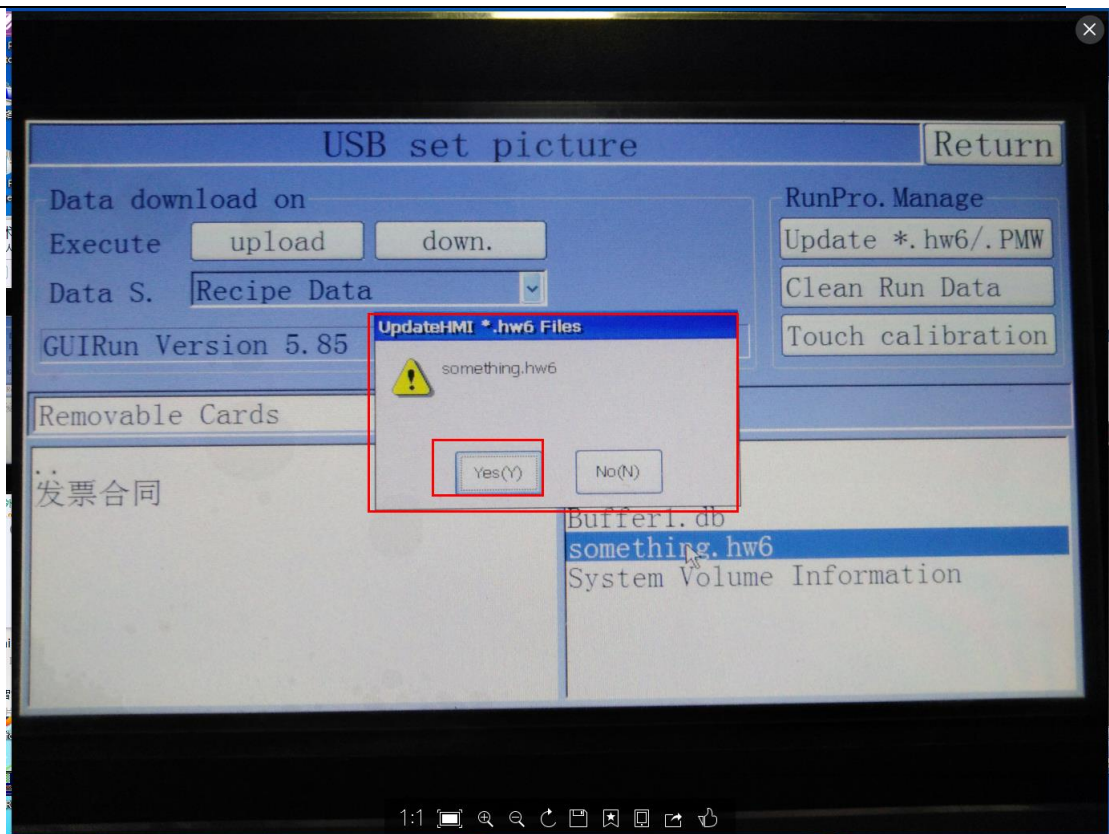 USB set picture
Return
Data download on
Execute
upload
down.
Data S.
Recipe Data
GUIRun Version 5.85
RunPro. Manage
Update *. hw6/. PMW
Clean Run Data
Touch calibration
UpdateHMI *.hw6 Files
something.hw6
Yes(Y)
No(N)
Removable Cards
..
发票合同
Buffer1. db
something. hw6
System Volume Information
1:1